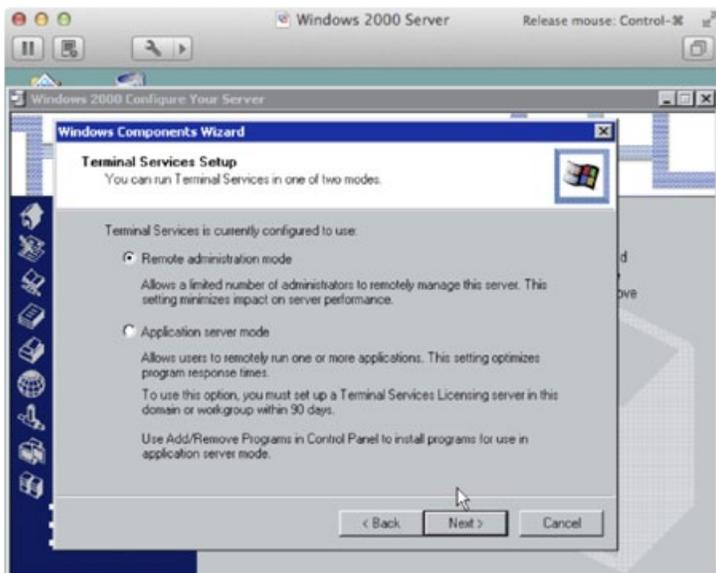 Windows 2000 Server
Release mouse: Control-⌘
Windows 2000 Configure Your Server
Windows Components Wizard
Terminal Services Setup
You can run Terminal Services in one of two modes.
Terminal Services is currently configured to use:
Remote administration mode
Allows a limited number of administrators to remotely manage this server. This
setting minimizes impact on server performance.
Application server mode
Allows users to remotely run one or more applications. This setting optimizes
program response times.
To use this option, you must set up a Terminal Services Licensing server in this
domain or workgroup within 90 days.
Use Add/Remove Programs in Control Panel to install programs for use in
application server mode.
< Back
Next >
Cancel